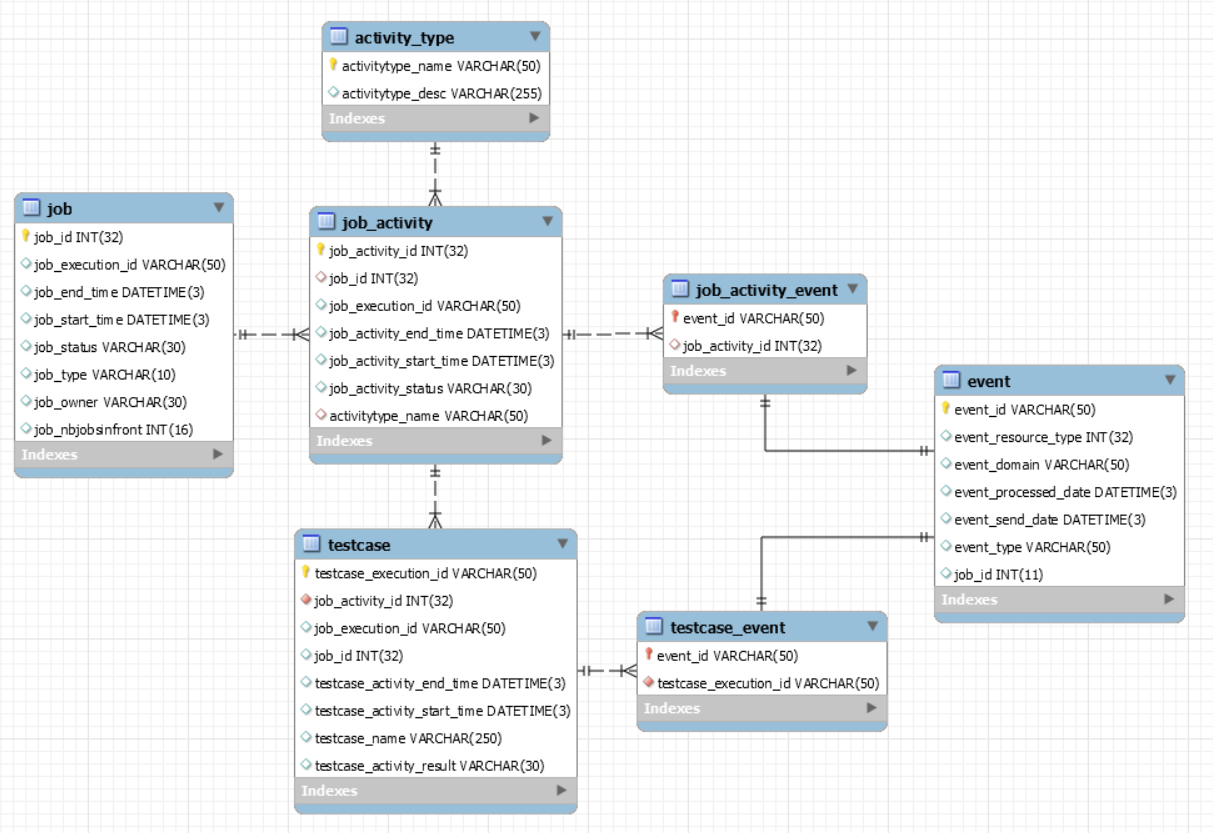 activity_type
activitytype_name VARCHAR(50)
activitytype_desc VARCHAR(255)
Indexes
job
job_id INT(32)
job_execution_id VARCHAR(50)
job_end_time DATETIME(3)
job_start_time DATETIME(3)
job_status VARCHAR(30)
job_type VARCHAR(10)
job_owner VARCHAR(30)
job_nbjobsinfront INT(16)
Indexes
job_activity
job_activity_id INT(32)
job_id INT(32)
job_execution_id VARCHAR(50)
job_activity_end_time DATETIME(3)
job_activity_start_time DATETIME(3)
job_activity_status VARCHAR(30)
activitytype_name VARCHAR(50)
Indexes
job_activity_event
event_id VARCHAR(50)
job_activity_id INT(32)
Indexes
event
event_id VARCHAR(50)
event_resource_type INT(32)
event_domain VARCHAR(50)
event_processed_date DATETIME(3)
event_send_date DATETIME(3)
event_type VARCHAR(50)
job_id INT(11)
Indexes
testcase
testcase_execution_id VARCHAR(50)
job_activity_id INT(32)
job_execution_id VARCHAR(50)
job_id INT(32)
testcase_activity_end_time DATETIME(3)
testcase_activity_start_time DATETIME(3)
testcase_name VARCHAR(250)
testcase_activity_result VARCHAR(30)
Indexes
testcase_event
event_id VARCHAR(50)
testcase_execution_id VARCHAR(50)
Indexes